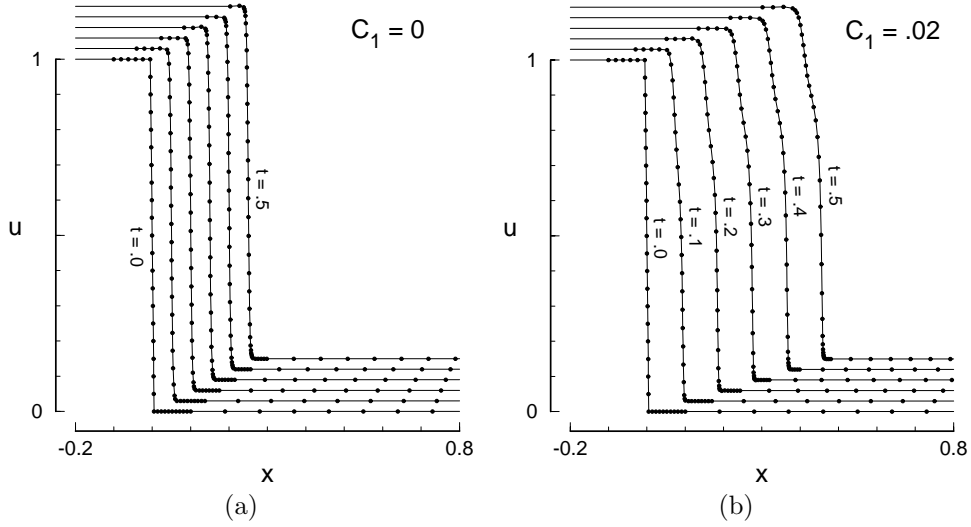 C1 = 0
1
u
0
t = .0
t = .5
-0.2
0.8
x
(a)
C1 = .02
1
u
0
t = .0
t = .1
t = .2
t = .3
t = .4
t = .5
-0.2
0.8
x
(b)